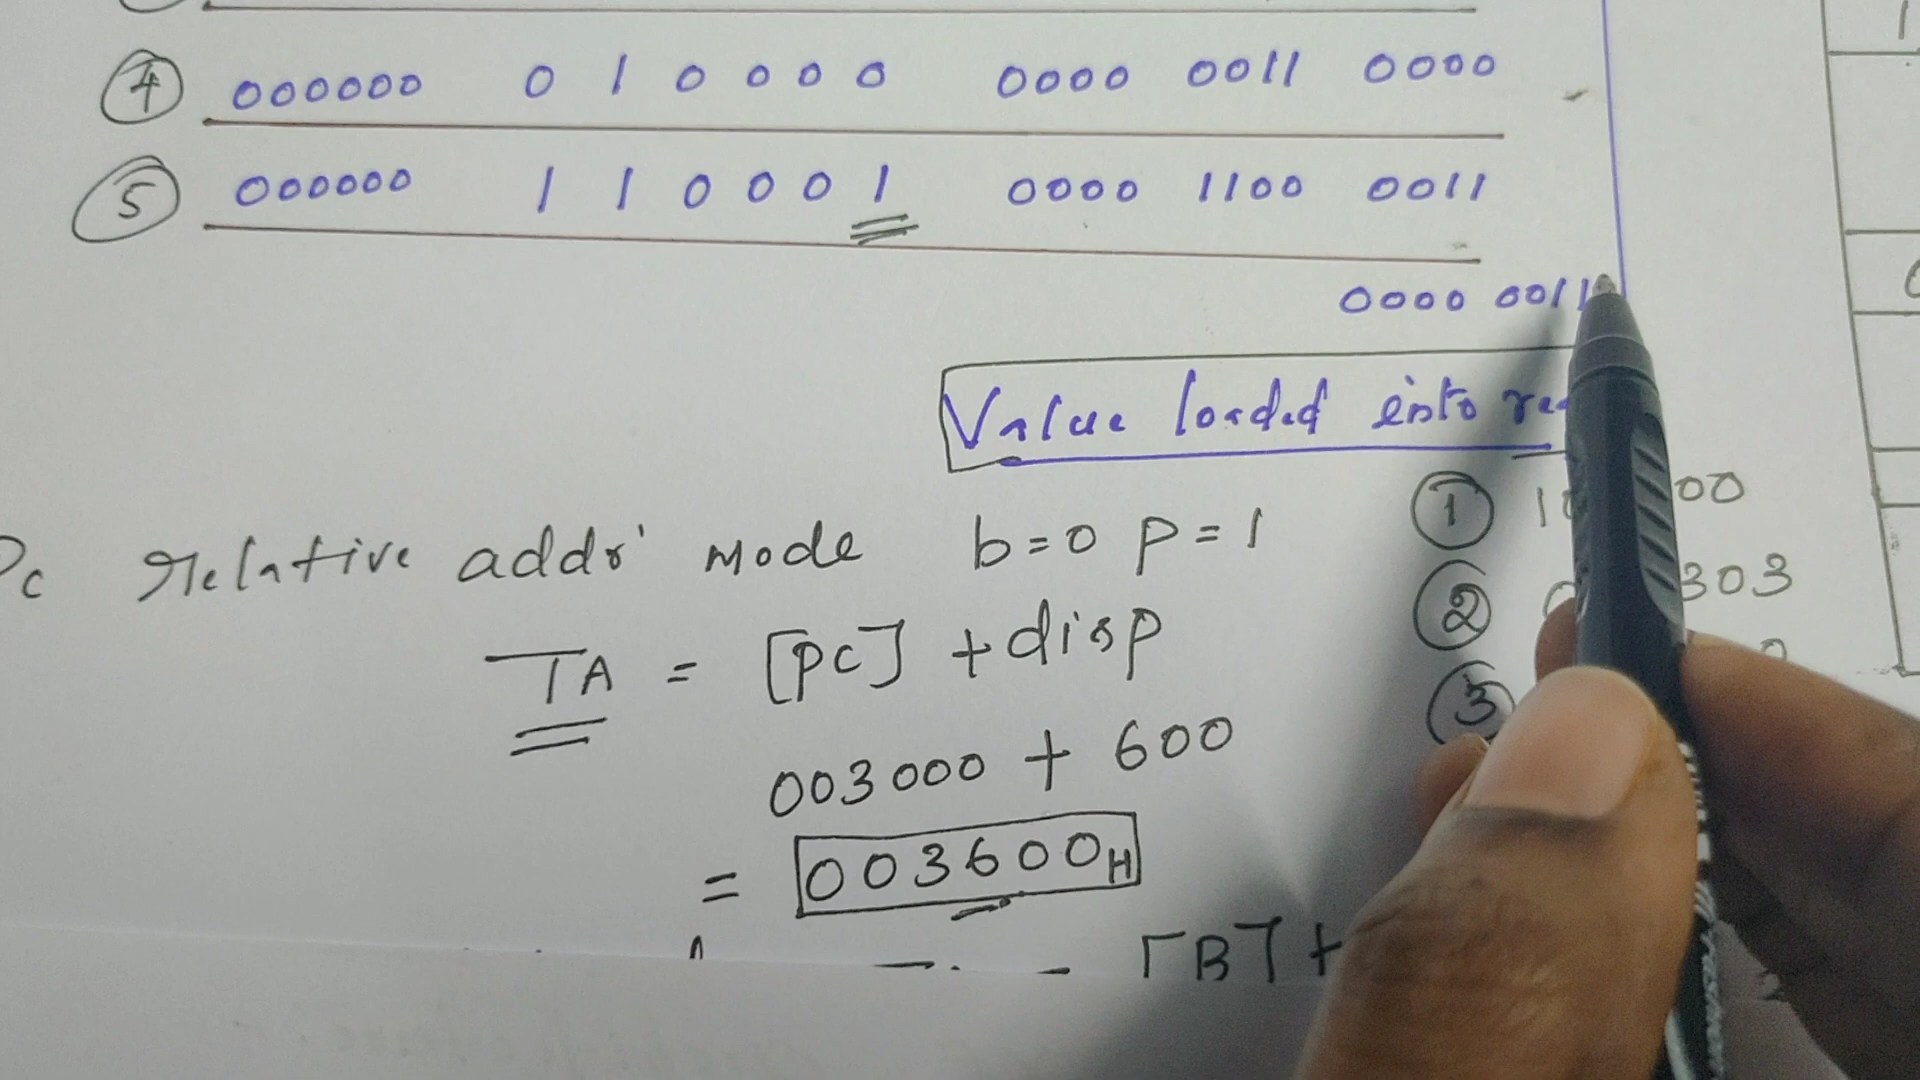 4 000000 0 1 0 0 0 0 0000 0011 0000
5 000000 1 1 0 0 0 1 0000 1100 0011
0000 0011
Value loaded into
Pc relative addr' mode b=0 p=1
TA = [PC] + disp
003000 + 600
= 003600H
[B] +
1 00
2 303
3